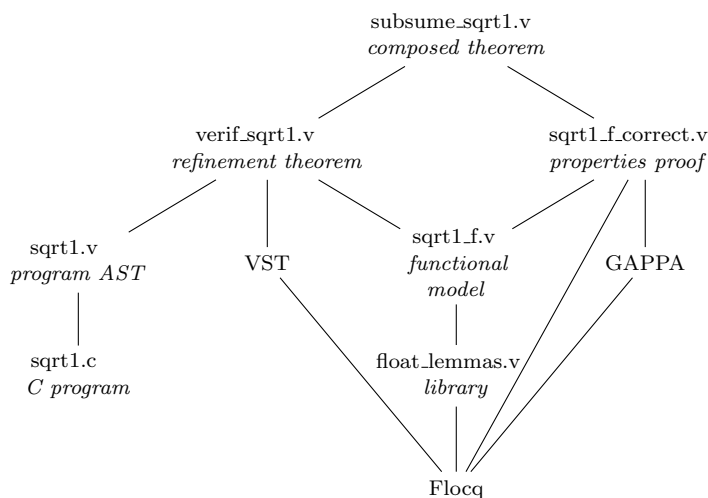 subsume_sqrt1.v
composed theorem
verif_sqrt1.v
refinement theorem
sqrt1_f_correct.v
properties proof
sqrt1.v
program AST
VST
sqrt1_f.v
functional
model
GAPPA
sqrt1.c
C program
float_lemmas.v
library
Flocq